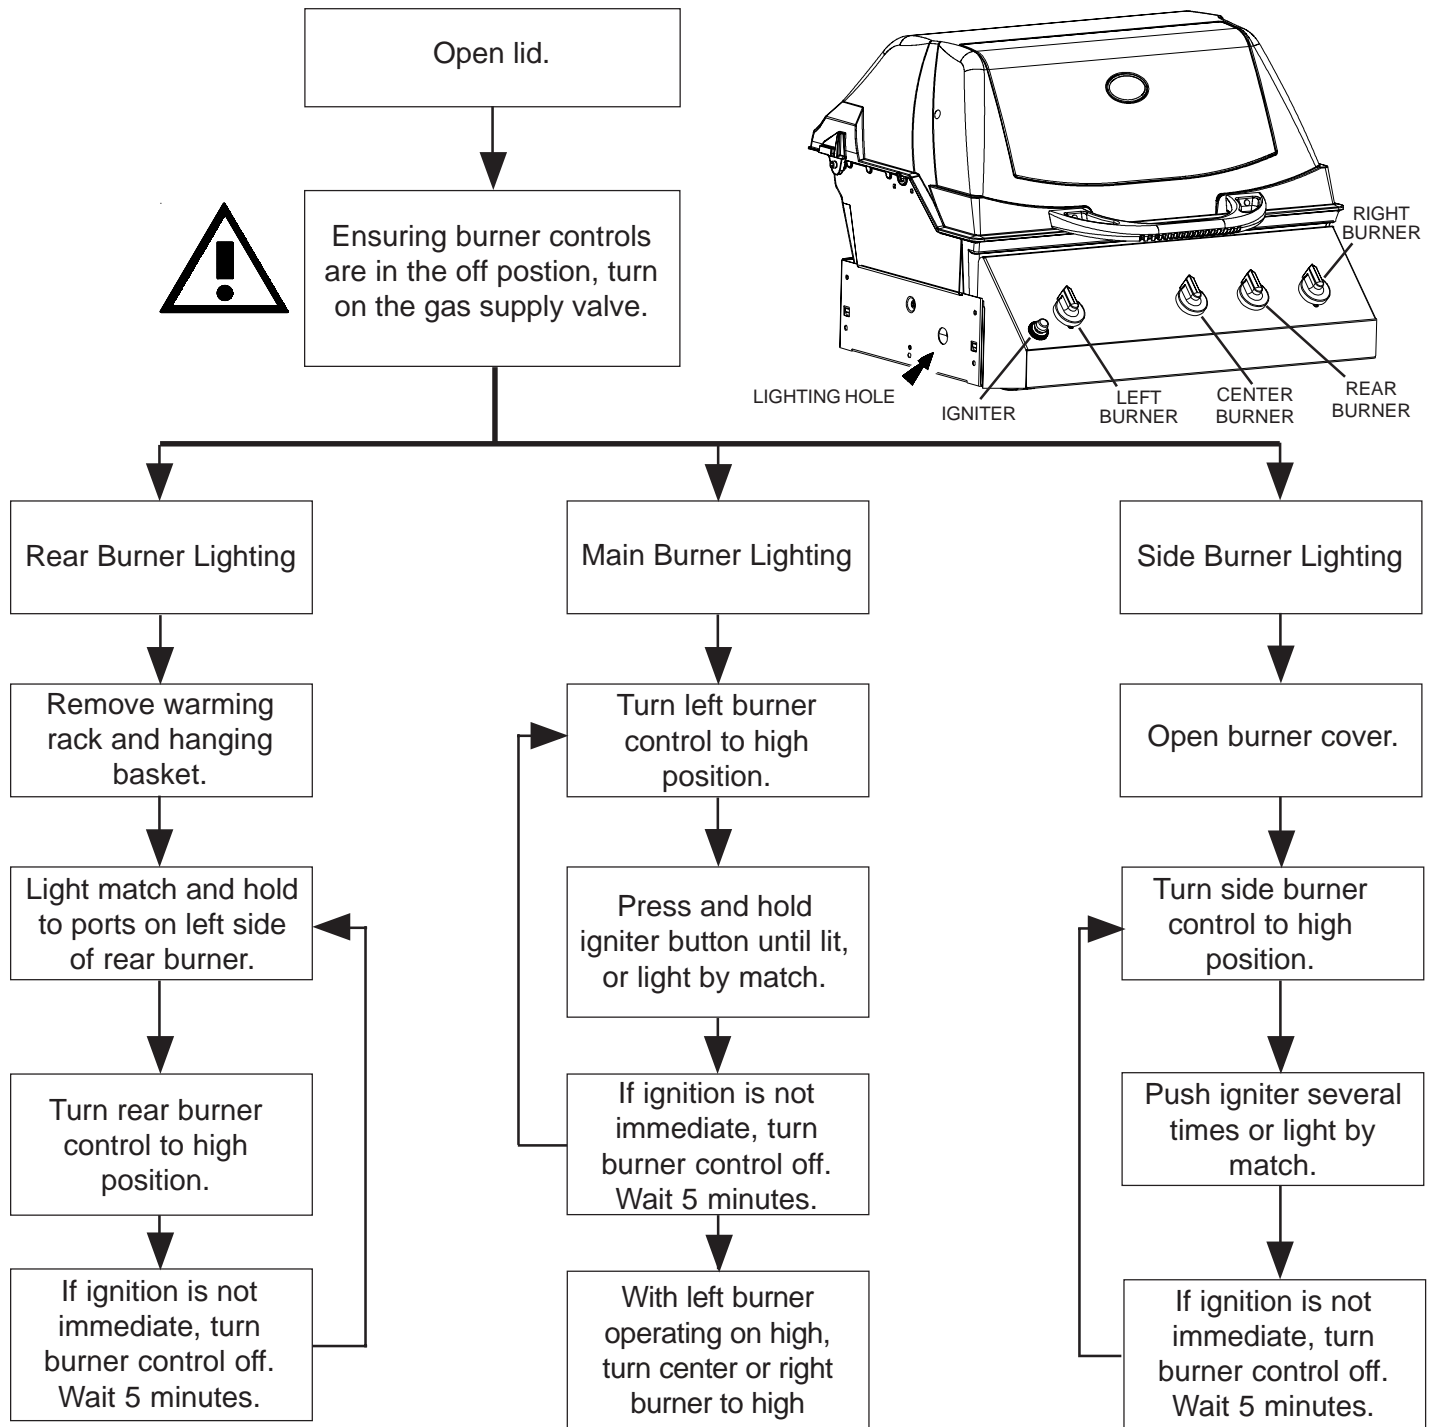 Open lid.
Ensuring burner controls
are in the off postion, turn
on the gas supply valve.
RIGHT
BURNER
LIGHTING HOLE
IGNITER
LEFT
BURNER
CENTER
BURNER
REAR
BURNER
Rear Burner Lighting
Remove warming
rack and hanging
basket.
Light match and hold
to ports on left side
of rear burner.
Turn rear burner
control to high
position.
If ignition is not
immediate, turn
burner control off.
Wait 5 minutes.
Main Burner Lighting
Turn left burner
control to high
position.
Press and hold
igniter button until lit,
or light by match.
If ignition is not
immediate, turn
burner control off.
Wait 5 minutes.
With left burner
operating on high,
turn center or right
burner to high
Side Burner Lighting
Open burner cover.
Turn side burner
control to high
position.
Push igniter several
times or light by
match.
If ignition is not
immediate, turn
burner control off.
Wait 5 minutes.